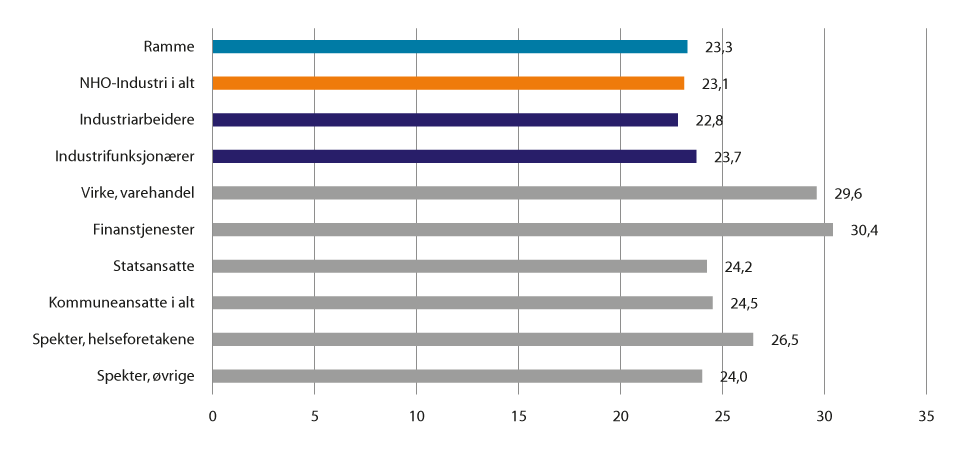 Ramme 23,3
NHO-Industri i alt 23,1
Industriarbeidere 22,8
Industrifunksjonærer 23,7
Virke, varehandel 29,6
Finanstjenester 30,4
Statsansatte 24,2
Kommuneansatte i alt 24,5
Spekter, helseforetakene 26,5
Spekter, øvrige 24,0
0 5 10 15 20 25 30 35